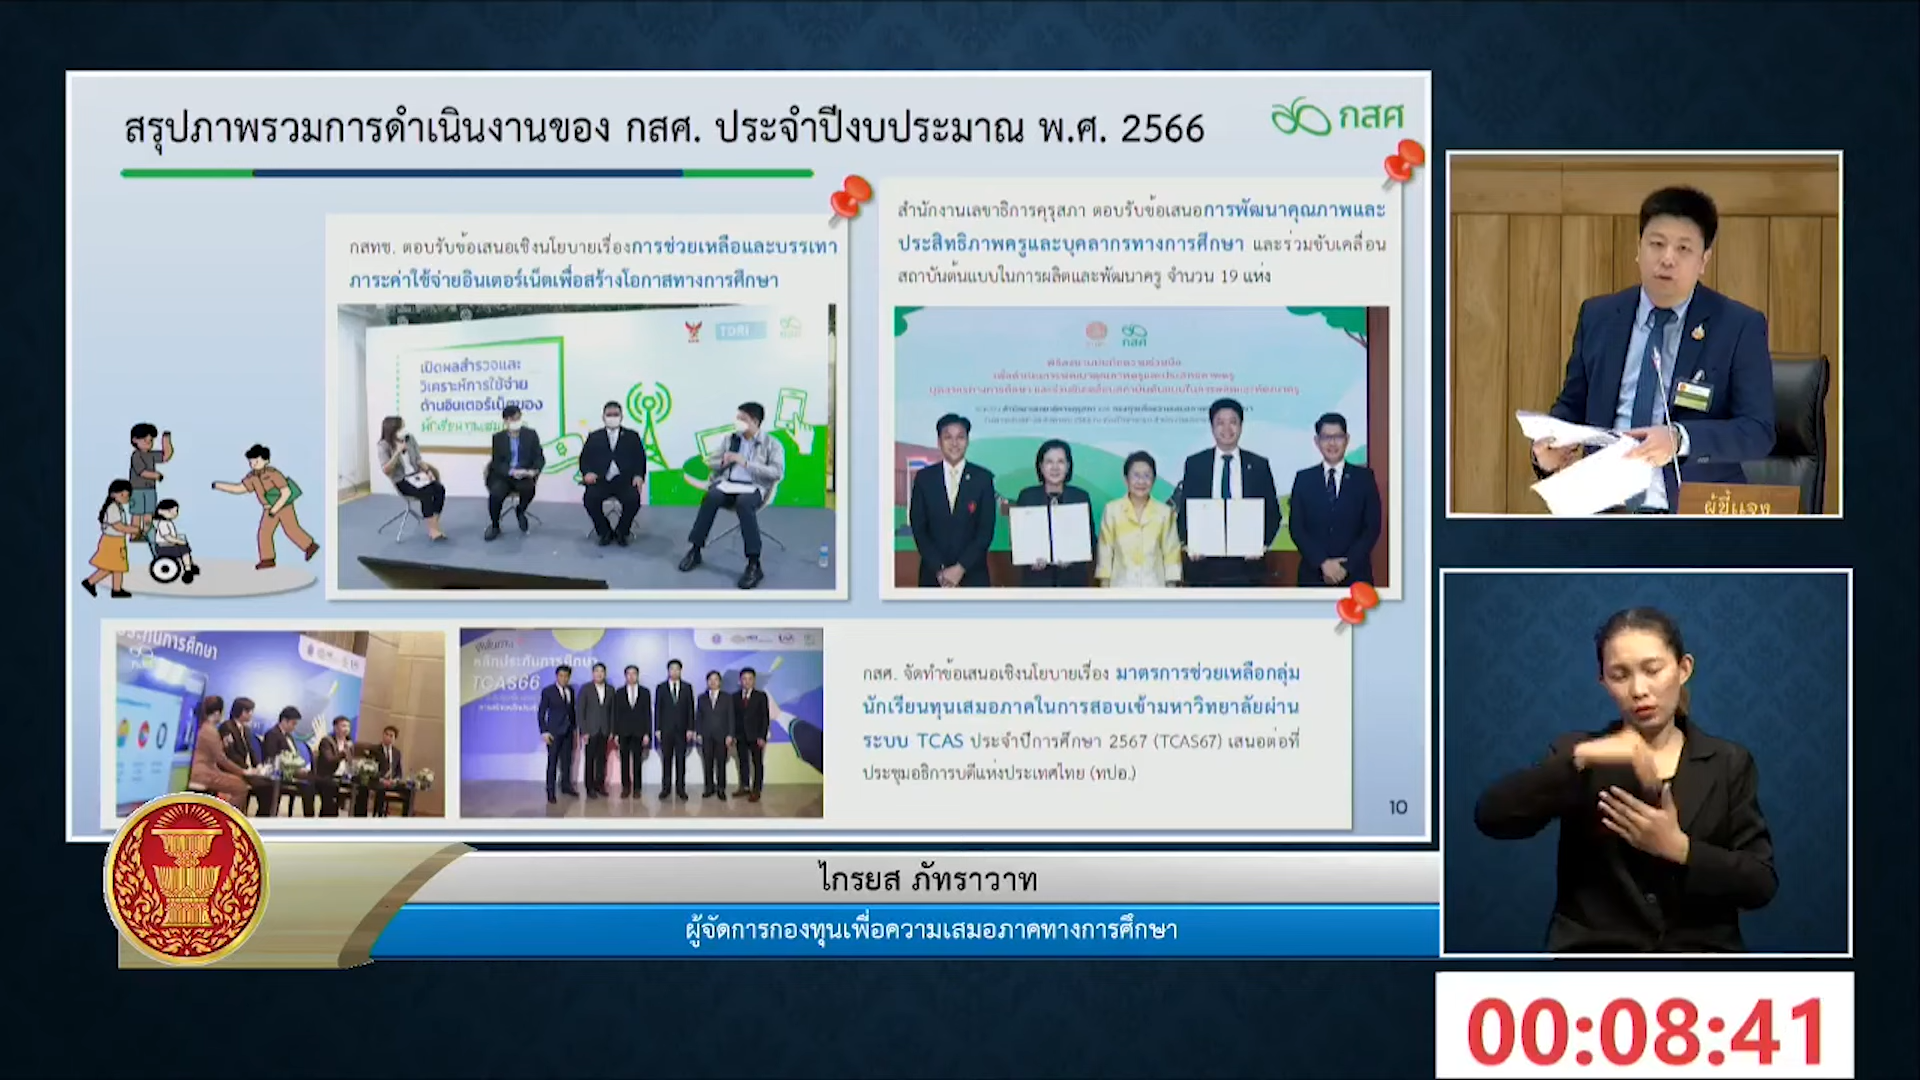 สรุปภาพรวมการดำเนินงานของ กสศ. ประจำปีงบประมาณ พ.ศ. 2566
กสศ
กสทช. ตอบรับข้อเสนอเชิงนโยบายเรื่องการช่วยเหลือและบรรเทา
ภาระค่าใช้จ่ายอินเตอร์เน็ตเพื่อสร้างโอกาสทางการศึกษา
สำนักงานเลขาธิการคุรุสภา ตอบรับข้อเสนอการพัฒนาคุณภาพและ
ประสิทธิภาพครูและบุคลากรทางการศึกษา และร่วมขับเคลื่อน
สถาบันต้นแบบในการผลิตและพัฒนาครู จำนวน 19 แห่ง
TDRI
เปิดผลสำรวจและ
วิเคราะห์การใช้จ่าย
ด้านอินเตอร์เน็ตของ
กสศ
หลักประกันการศึกษา
TCAS66
กสศ. จัดทำข้อเสนอเชิงนโยบายเรื่อง มาตรการช่วยเหลือกลุ่ม
นักเรียนทุนเสมอภาคในการสอบเข้ามหาวิทยาลัยผ่าน
ระบบ TCAS ประจำปีการศึกษา 2567 (TCAS67) เสนอต่อที่
ประชุมอธิการบดีแห่งประเทศไทย (ทปอ.)
10
ผู้ชี้แจง
ไกรยส ภัทราวาท
ผู้จัดการกองทุนเพื่อความเสมอภาคทางการศึกษา
00:08:41